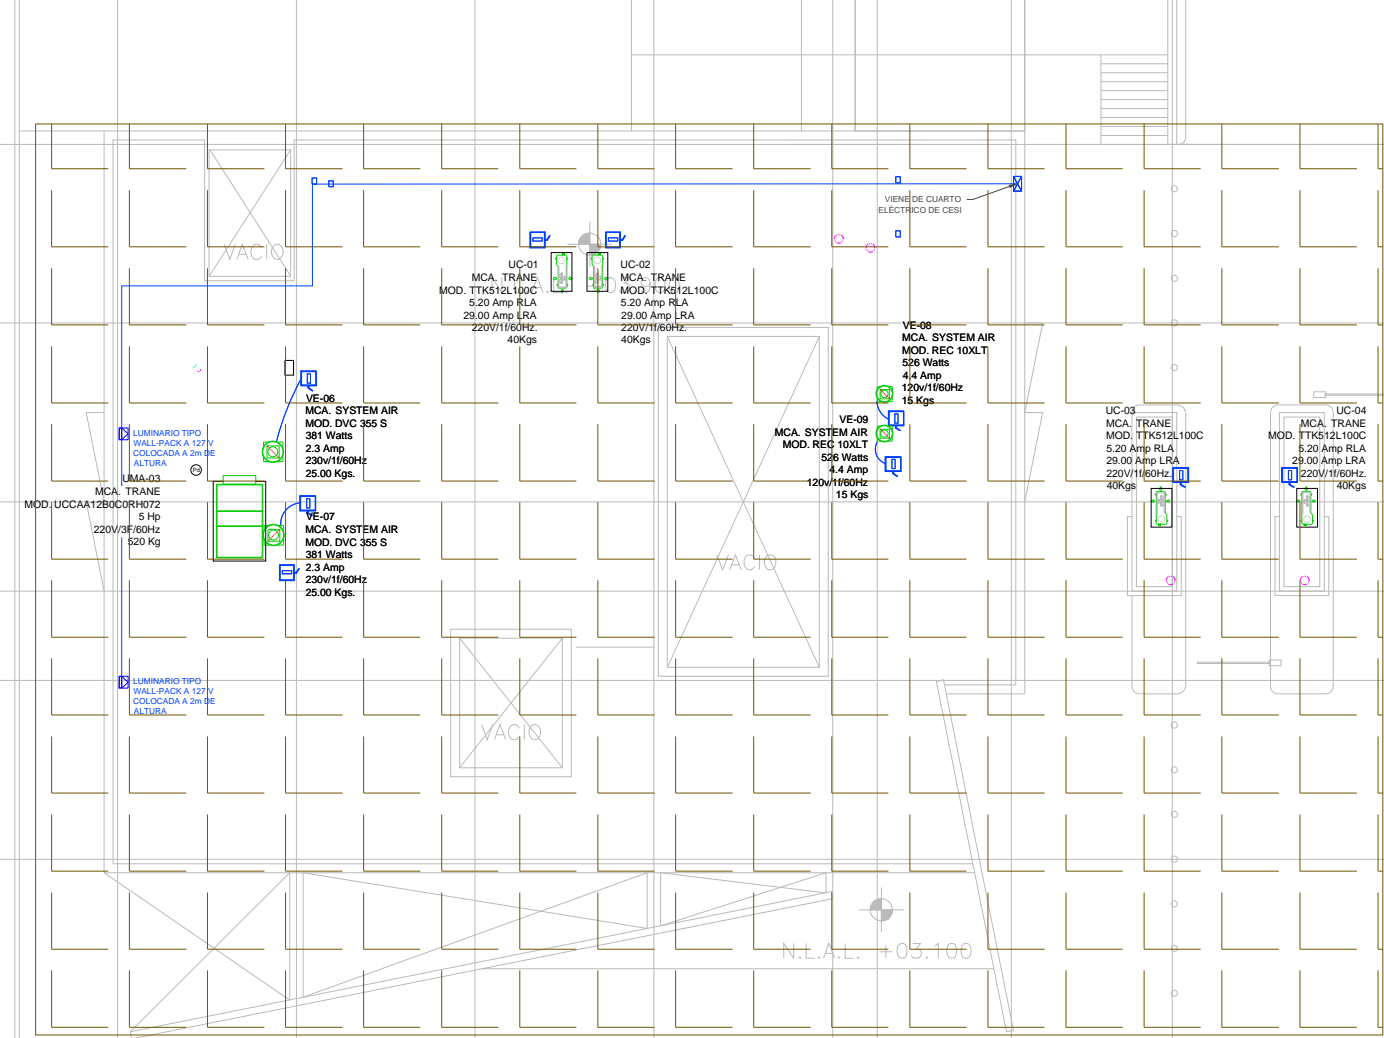 VIENE DE CUARTO
ELÉCTRICO DE CESI
VACIO
UC-01
MCA. TRANE
MOD. TTK512L100C
5.20 Amp RLA
29.00 Amp LRA
220V/1f/60Hz.
40Kgs
UC-02
MCA. TRANE
MOD. TTK512L100C
5.20 Amp RLA
29.00 Amp LRA
220V/1f/60Hz.
40Kgs
VE-08
MCA. SYSTEM AIR
MOD. REC 10XLT
526 Watts
4.4 Amp
120v/1f/60Hz
15 Kgs
VE-06
MCA. SYSTEM AIR
MOD. DVC 355 S
381 Watts
2.3 Amp
230v/1f/60Hz
25.00 Kgs.
VE-09
MCA. SYSTEM AIR
MOD. REC 10XLT
526 Watts
4.4 Amp
120v/1f/60Hz
15 Kgs
UC-03
MCA. TRANE
MOD. TTK512L100C
5.20 Amp RLA
29.00 Amp LRA
220V/1f/60Hz.
40Kgs
UC-04
MCA. TRANE
MOD. TTK512L100C
5.20 Amp RLA
29.00 Amp LRA
220V/1f/60Hz.
40Kgs
LUMINARIO TIPO
WALL-PACK A 127 V
COLOCADA A 2m DE
ALTURA
UMA-03
MCA. TRANE
MOD. UCCAA12B0C0RH072
5 Hp
220V/3F/60Hz
520 Kg
VE-07
MCA. SYSTEM AIR
MOD. DVC 355 S
381 Watts
2.3 Amp
230v/1f/60Hz
25.00 Kgs.
VACIO
LUMINARIO TIPO
WALL-PACK A 127 V
COLOCADA A 2m DE
ALTURA
VACIO
N.L.A.L. +03.100